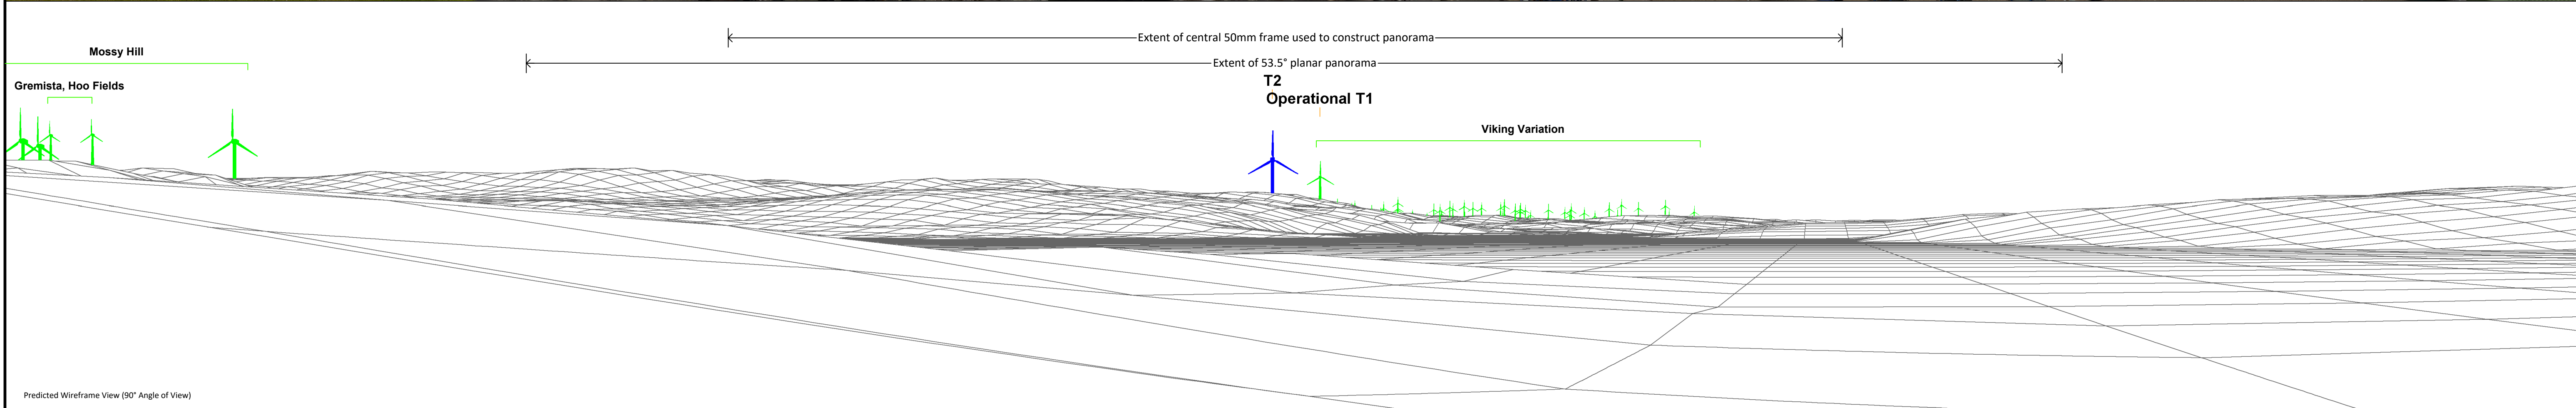 Extent of central 50mm frame used to construct panorama
Mossy Hill
Extent of 53.5° planar panorama
T2
Gremista, Hoo Fields
Operational T1
Viking Variation
Predicted Wireframe View (90° Angle of View)